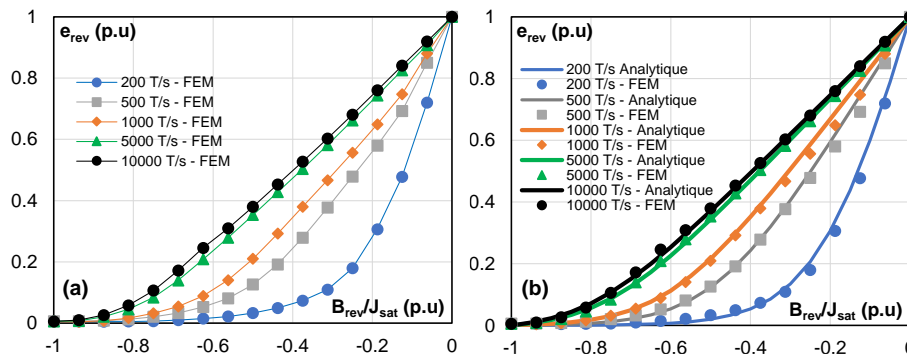 1
e_rev (p.u)
0.8
0.6
0.4
0.2
0
200 T/s - FEM
500 T/s - FEM
1000 T/s - FEM
5000 T/s - FEM
10000 T/s - FEM
(a)
B_rev/J_sat (p.u)
-1 -0.8 -0.6 -0.4 -0.2 0
1
e_rev (p.u)
0.8
0.6
0.4
0.2
0
200 T/s Analytique
200 T/s - FEM
500 T/s - Analytique
500 T/s - FEM
1000 T/s - Analytique
1000 T/s - FEM
5000 T/s - Analytique
5000 T/s - FEM
10000 T/s - Analytique
10000 T/s - FEM
(b)
B_rev/J_sat (p.u)
-1 -0.8 -0.6 -0.4 -0.2 0